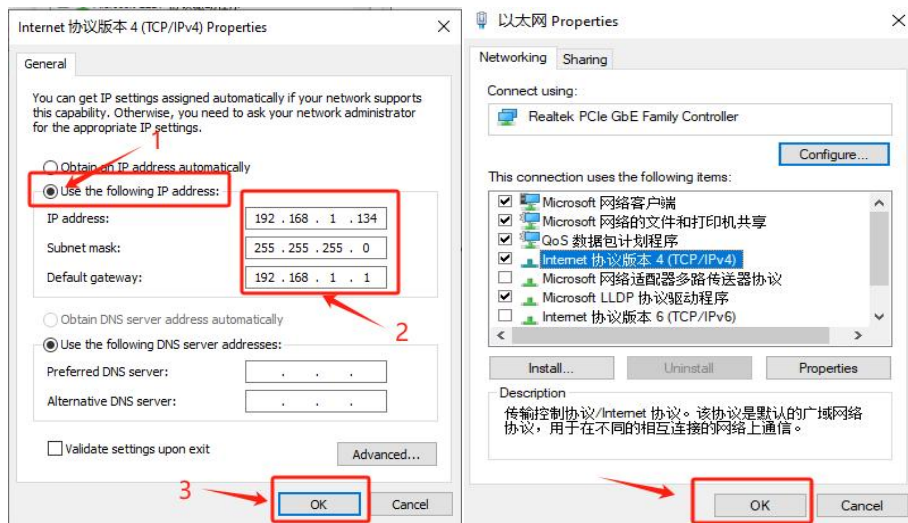 Internet 协议版本 4 (TCP/IPv4) Properties
General
You can get IP settings assigned automatically if your network supports
this capability. Otherwise, you need to ask your network administrator
for the appropriate IP settings.
1
Obtain an IP address automatically
Use the following IP address:
IP address:
192 . 168 . 1 . 134
Subnet mask:
255 . 255 . 255 . 0
Default gateway:
192 . 168 . 1 . 1
2
Obtain DNS server address automatically
Use the following DNS server addresses:
Preferred DNS server:
. . .
Alternative DNS server:
. . .
Validate settings upon exit
Advanced...
3
OK
Cancel
以太网 Properties
Networking
Sharing
Connect using:
Realtek PCIe GbE Family Controller
Configure...
This connection uses the following items:
Microsoft 网络客户端
Microsoft 网络的文件和打印机共享
QoS 数据包计划程序
Internet 协议版本 4 (TCP/IPv4)
Microsoft 网络适配器多路传送器协议
Microsoft LLDP 协议驱动程序
Internet 协议版本 6 (TCP/IPv6)
Install...
Uninstall
Properties
Description
传输控制协议/Internet 协议。该协议是默认的广域网络
协议，用于在不同的相互连接的网络上通信。
OK
Cancel